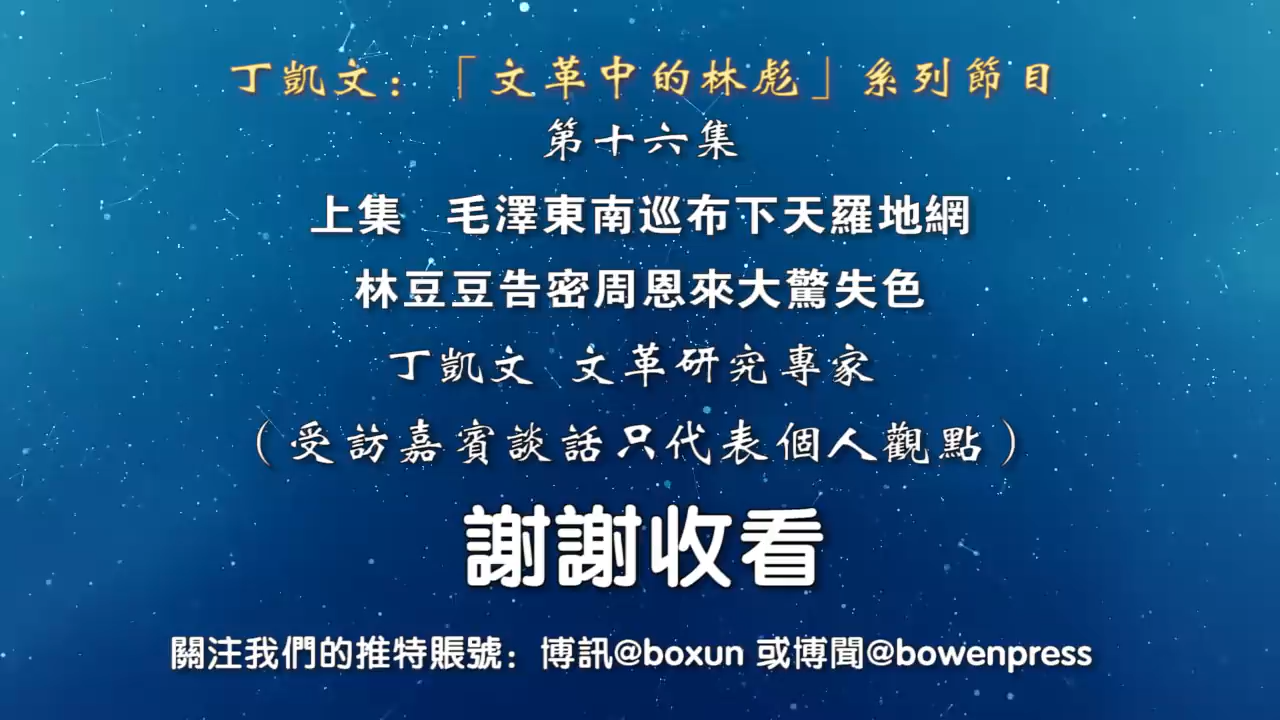 丁凱文：「文革中的林彪」系列節目
第十六集
上集 毛澤東南巡布下天羅地網
林豆豆告密周恩來大驚失色
丁凱文 文革研究專家
（受訪嘉賓談話只代表個人觀點）
謝謝收看
關注我們的推特賬號：博訊@boxun 或博聞@bowenpress